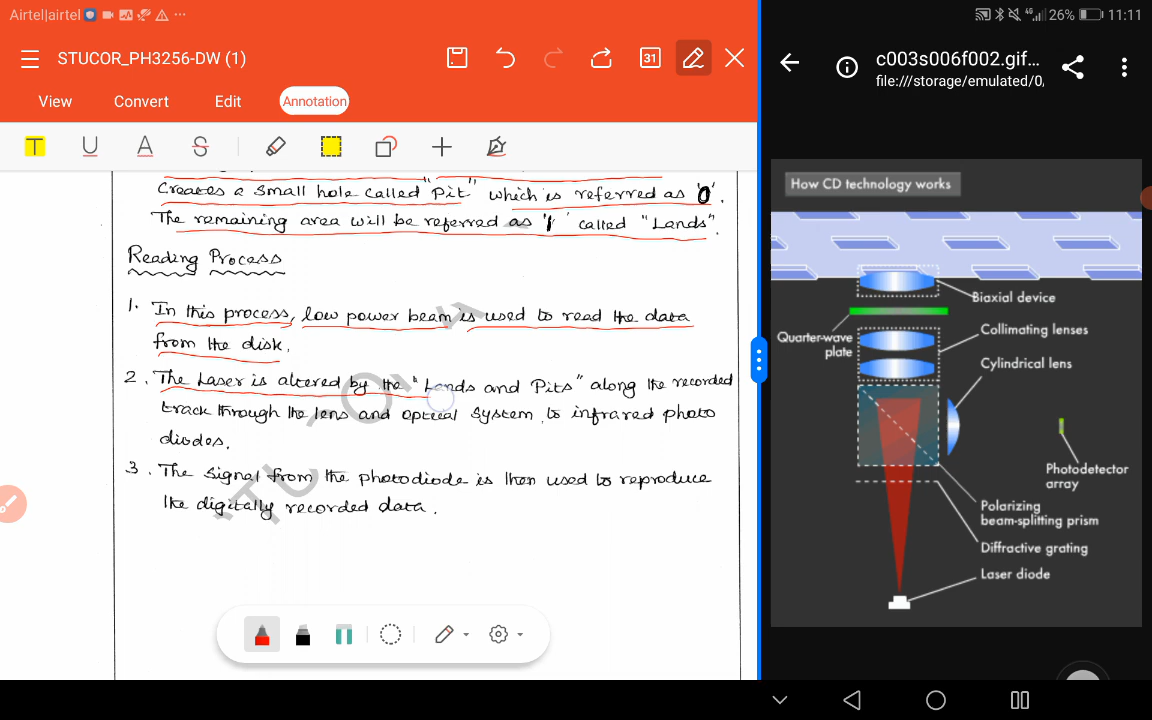 Airtel|airtel
26% 11:11
STUCOR_PH3256-DW (1)
31
View Convert Edit Annotation
T U A S
Creates a small hole called "Pit" which is referred as '0'.
The remaining area will be referred as '1' called "Lands".
Reading Process
1. In this process, low power beam is used to read the data
from the disk.
2. The Laser is altered by the "Lands and Pits" along the recorded
track through the lens and optical system, to infrared photo
diodes.
3. The signal from the photodiode is then used to reproduce
the digitally recorded data.
c003s006f002.gif...
file:///storage/emulated/0,
How CD technology works
Biaxial device
Quarter-wave
plate
Collimating lenses
Cylindrical lens
Photodetector
array
Polarizing
beam-splitting prism
Diffractive grating
Laser diode